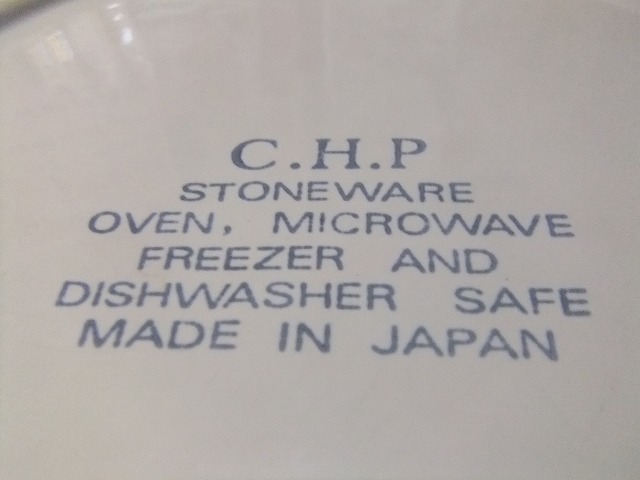 C.H.P
STONEWARE
OVEN, MICROWAVE
FREEZER AND
DISHWASHER SAFE
MADE IN JAPAN